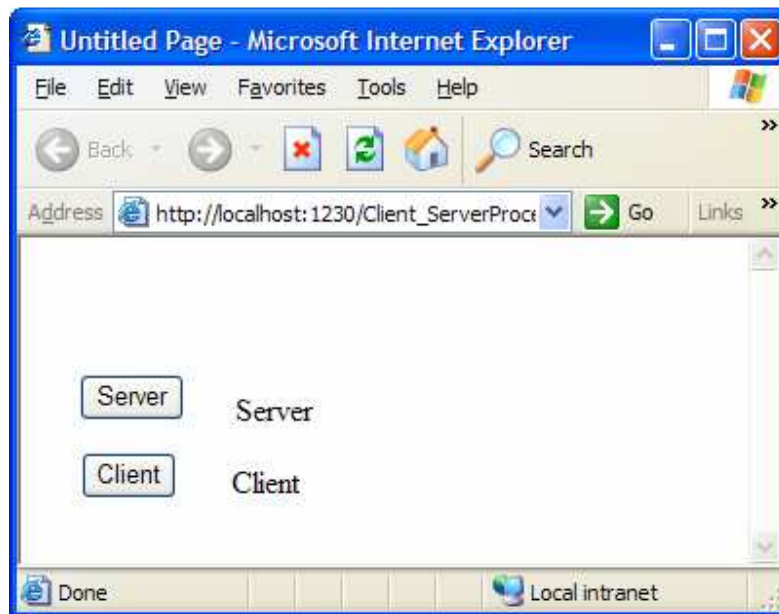 Untitled Page - Microsoft Internet Explorer
File Edit View Favorites Tools Help
Back Search »
Address http://localhost:1230/Client_ServerProce Go Links »
Server Server
Client Client
Done Local intranet